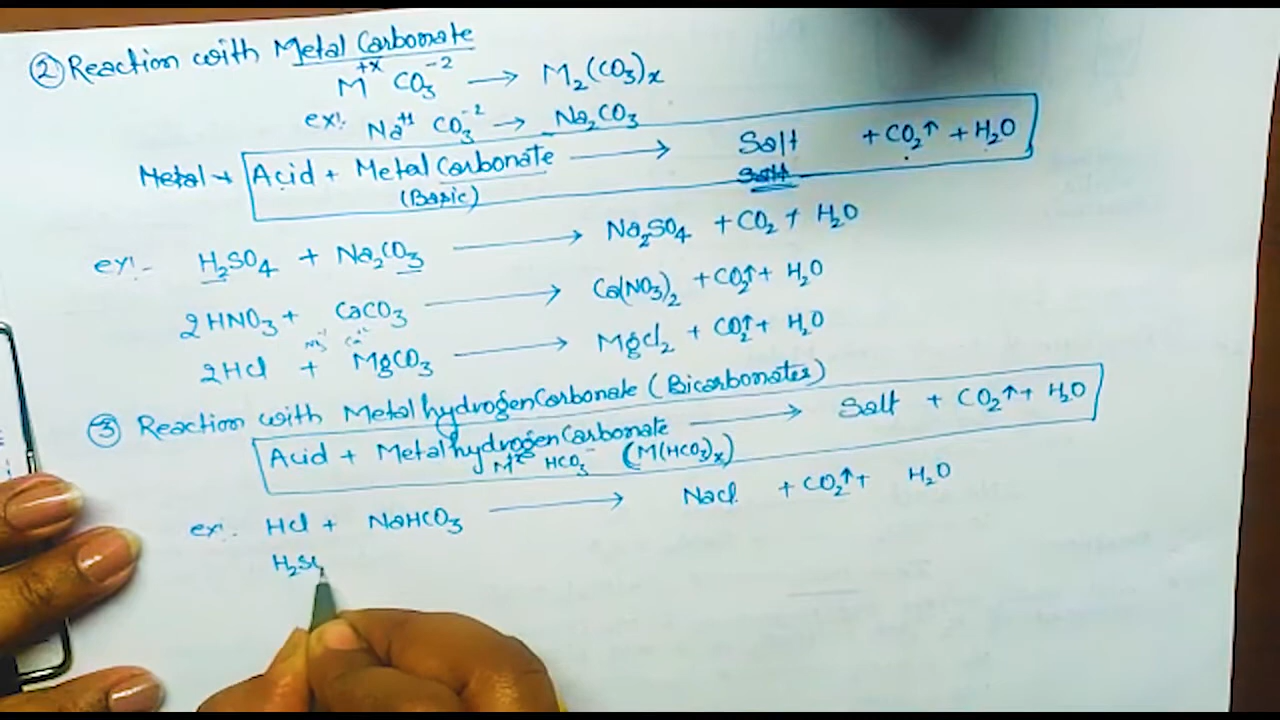 ② Reaction with Metal Carbonate
M⁺ˣ CO₃⁻² → M₂(CO₃)ₓ
ex:- Na⁺¹ CO₃⁻² → Na₂CO₃
Metal + Acid + Metal Carbonate → Salt + CO₂↑ + H₂O
(Basic) Salt
ex:- H₂SO₄ + Na₂CO₃ → Na₂SO₄ + CO₂↑ + H₂O
2HNO₃ + CaCO₃ → Ca(NO₃)₂ + CO₂↑ + H₂O
2HCl + MgCO₃ → MgCl₂ + CO₂↑ + H₂O
③ Reaction with Metal hydrogen Carbonate (Bicarbonates)
Acid + Metal hydrogen Carbonate → Salt + CO₂↑ + H₂O
M⁺ˣ HCO₃⁻ (M(HCO₃)ₓ)
ex:- HCl + NaHCO₃ → NaCl + CO₂↑ + H₂O
H₂S